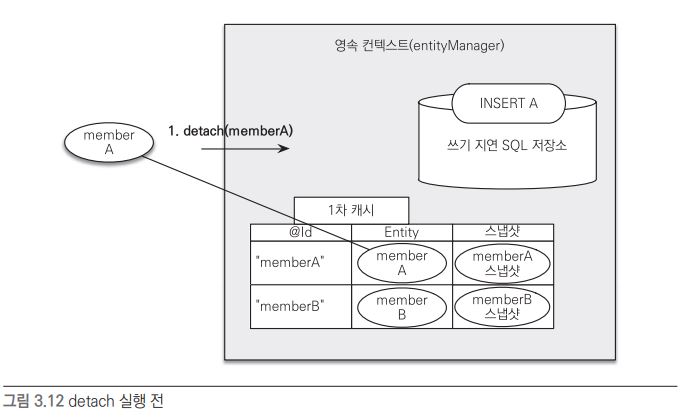 영속 컨텍스트(entityManager)
INSERT A
쓰기 지연 SQL 저장소
member
A
1. detach(memberA)
1차 캐시
@Id Entity 스냅샷
"memberA" member
A memberA
스냅샷
"memberB" member
B memberB
스냅샷
그림 3.12 detach 실행 전